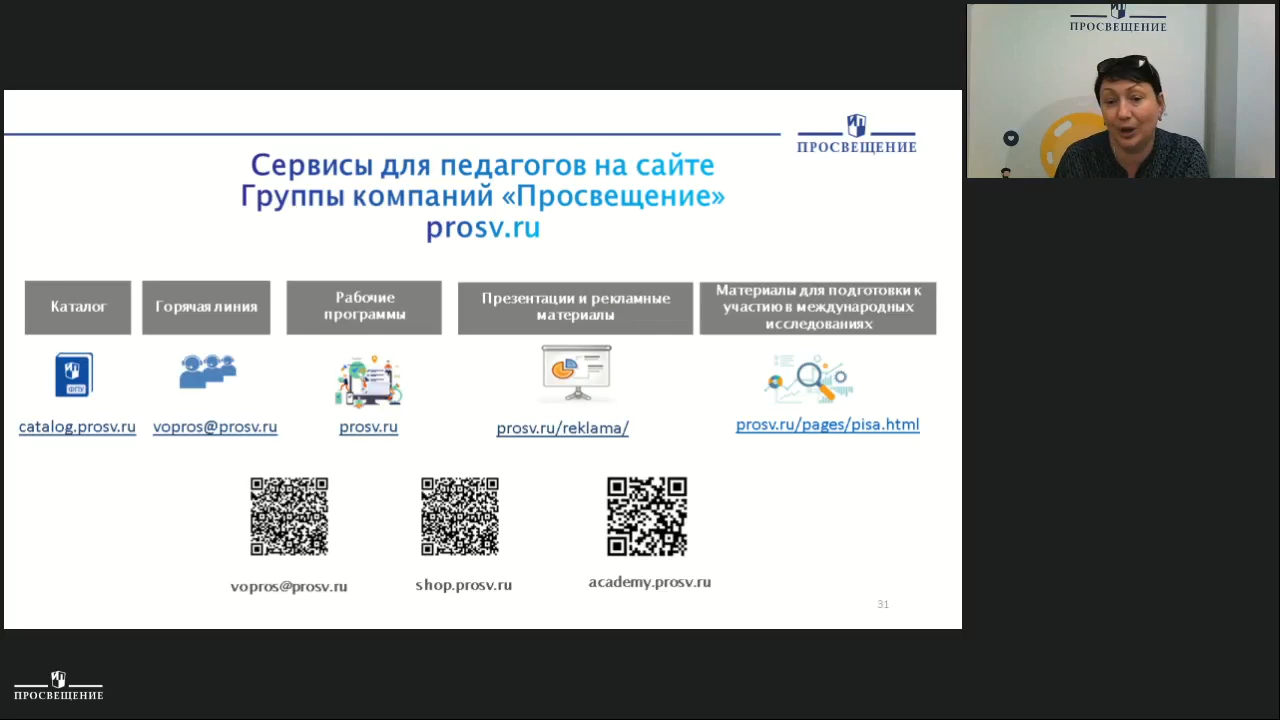 ПРОСВЕЩЕНИЕ
ПРОСВЕЩЕНИЕ
Сервисы для педагогов на сайте
Группы компаний «Просвещение»
prosv.ru
Каталог
Горячая линия
Рабочие
программы
Презентации и рекламные
материалы
Материалы для подготовки к
участию в международных
исследованиях
ФПУ
catalog.prosv.ru
vopros@prosv.ru
prosv.ru
prosv.ru/reklama/
prosv.ru/pages/pisa.html
vopros@prosv.ru
shop.prosv.ru
academy.prosv.ru
31
ПРОСВЕЩЕНИЕ